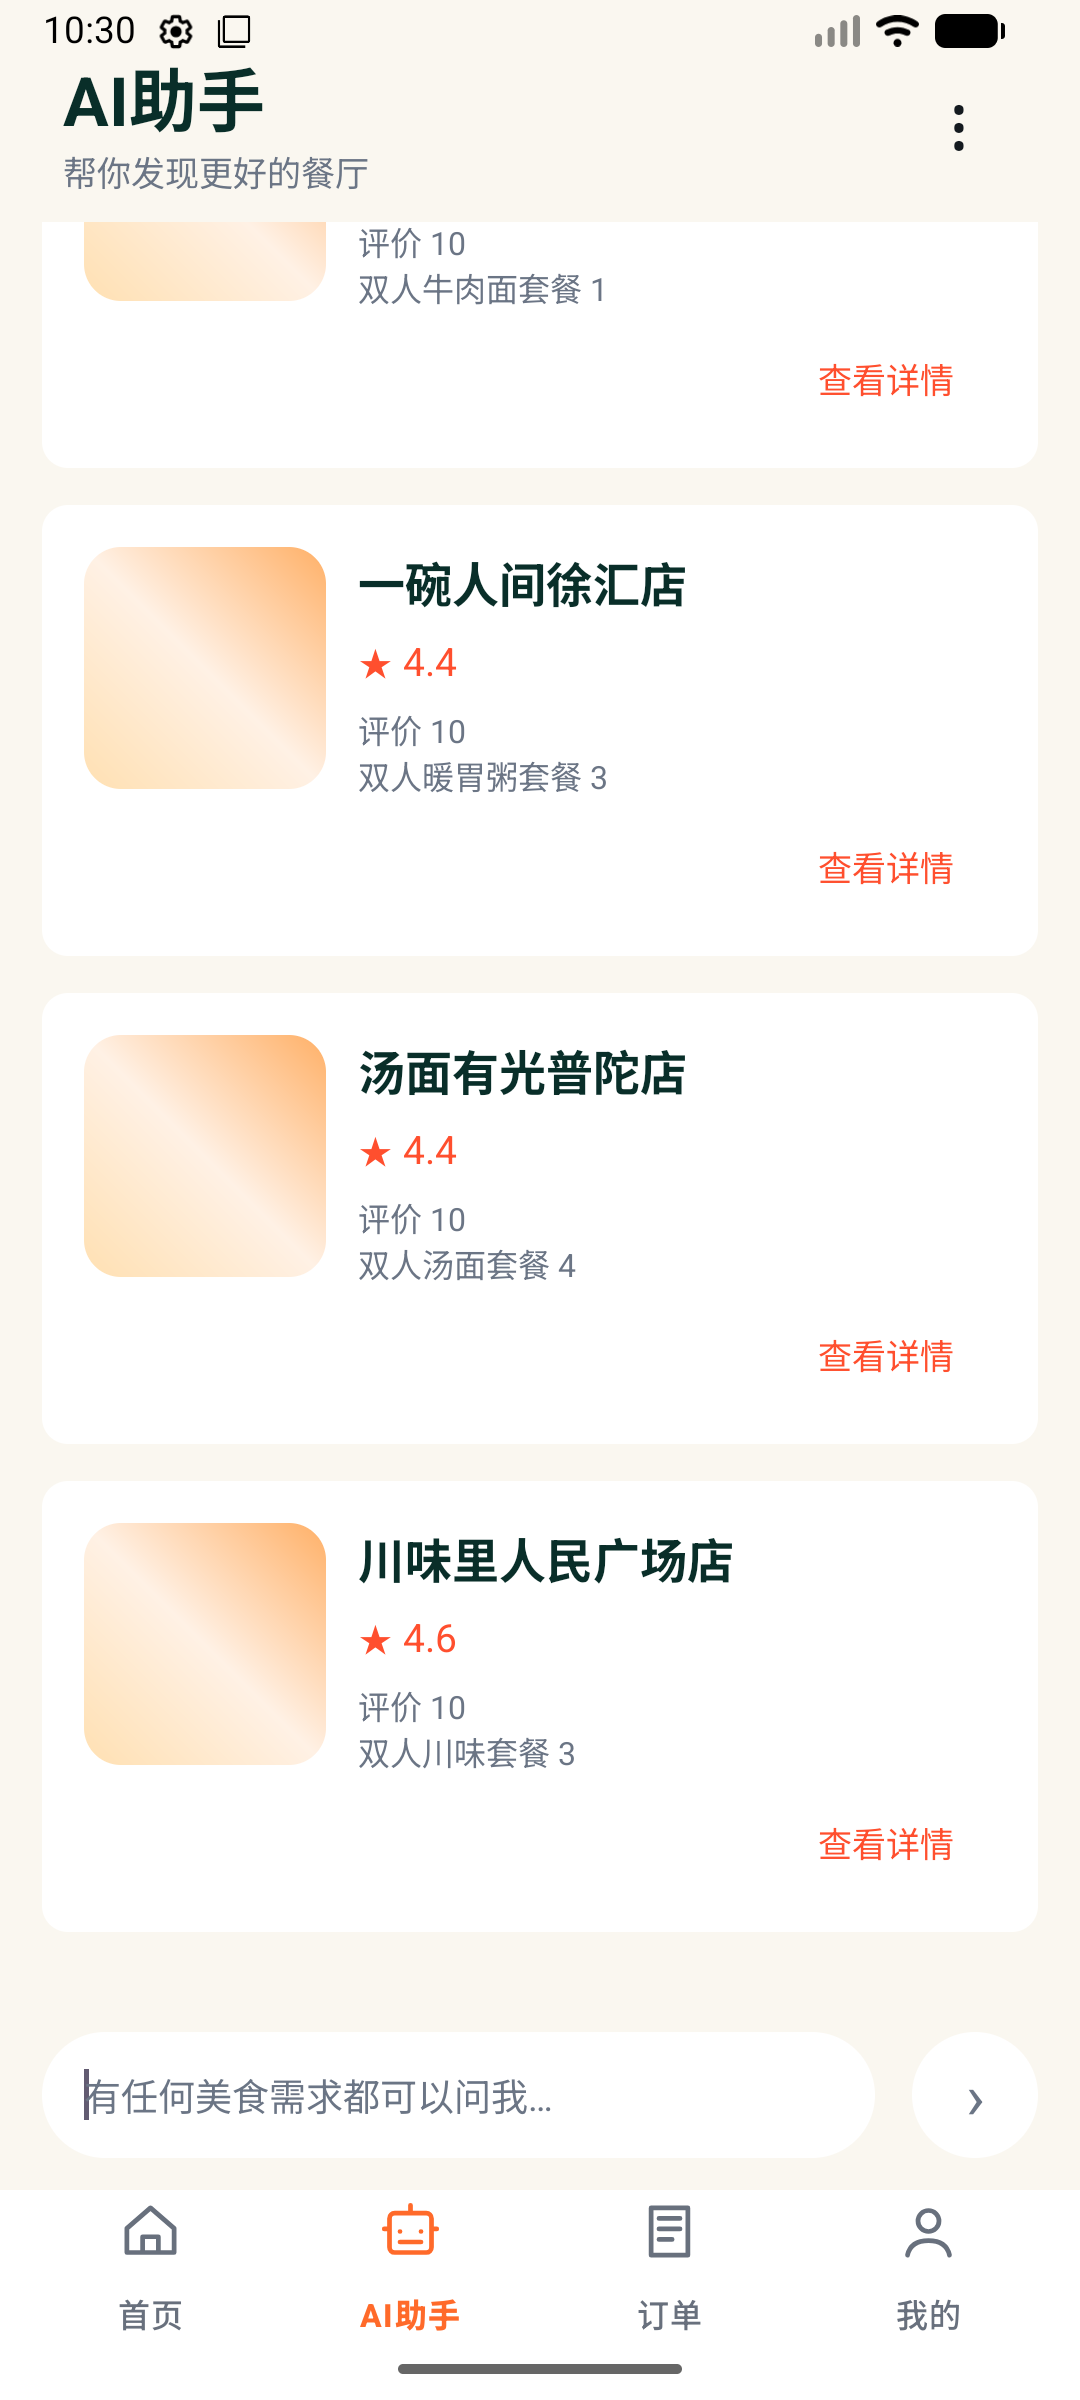 10:30
AI助手
帮你发现更好的餐厅
评价 10
双人牛肉面套餐 1
查看详情
一碗人间徐汇店
★ 4.4
评价 10
双人暖胃粥套餐 3
查看详情
汤面有光普陀店
★ 4.4
评价 10
双人汤面套餐 4
查看详情
川味里人民广场店
★ 4.6
评价 10
双人川味套餐 3
查看详情
有任何美食需求都可以问我...
首页
AI助手
订单
我的